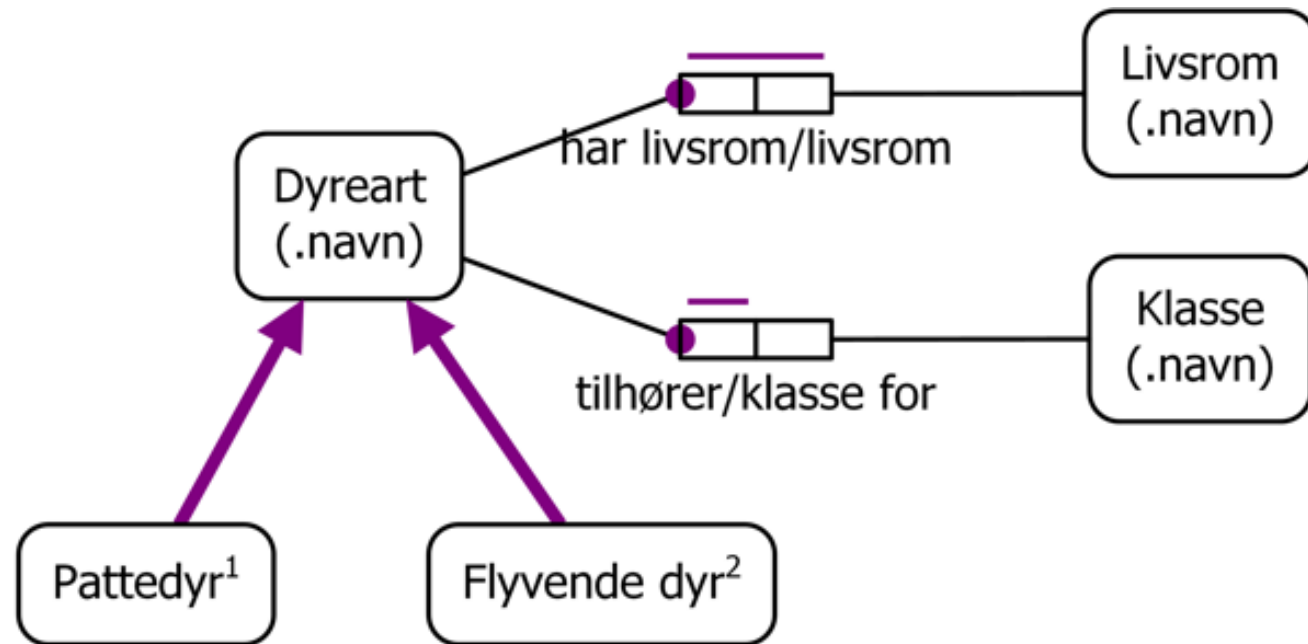 Livsrom
(.navn)
har livsrom/livsrom
Dyreart
(.navn)
Klasse
(.navn)
tilhører/klasse for
Pattedyr¹
Flyvende dyr²